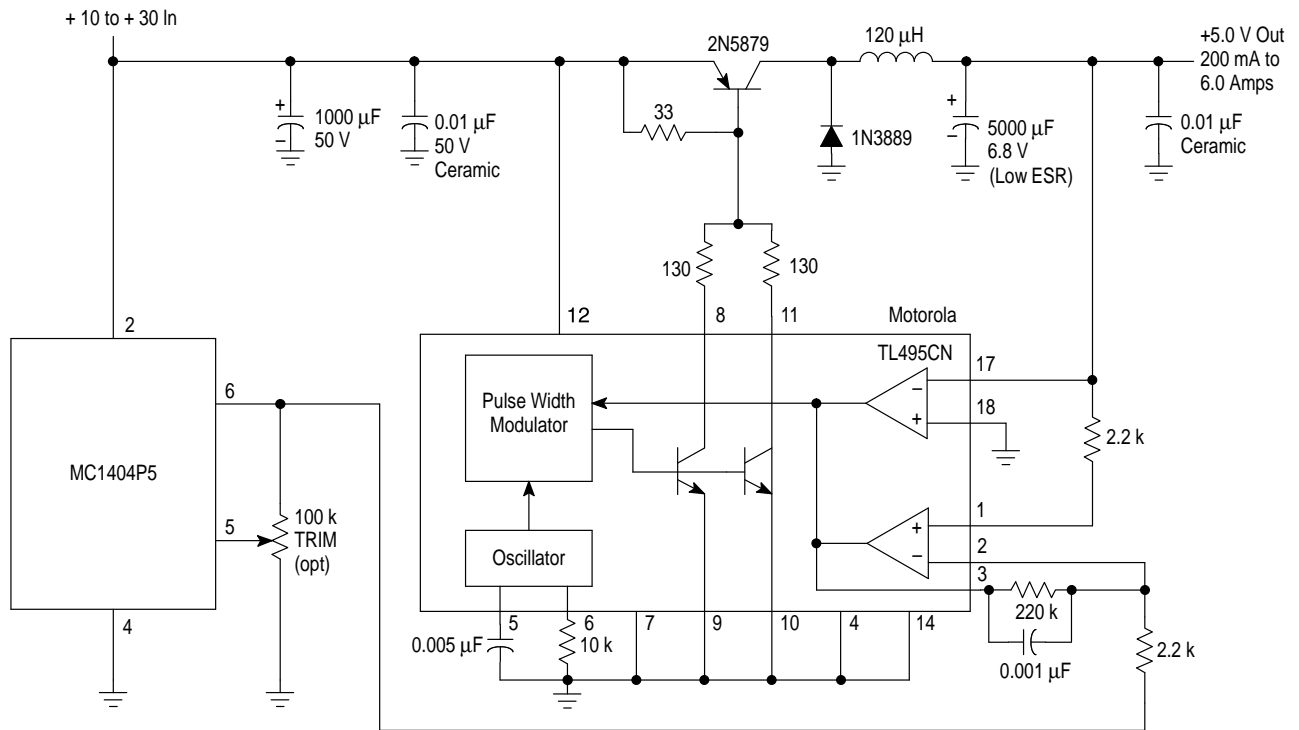 + 10 to + 30 In
2N5879
120 µH
+5.0 V Out
200 mA to
6.0 Amps
+
1000 µF
50 V
−
0.01 µF
50 V
Ceramic
33
1N3889
+
5000 µF
6.8 V
(Low ESR)
−
0.01 µF
Ceramic
130
130
2
12
8
11
Motorola
TL495CN
17
−
18
+
2.2 k
6
Pulse Width
Modulator
MC1404P5
5
100 k
TRIM
(opt)
Oscillator
1
+
2
−
3
220 k
0.001 µF
2.2 k
4
5
6
7
9
10
4
14
0.005 µF
10 k